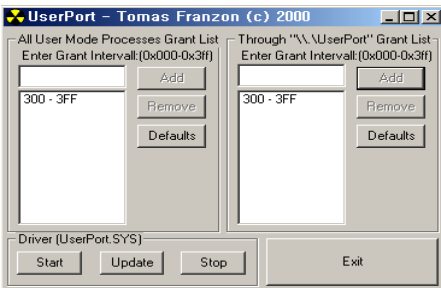 UserPort - Tomas Franzon (c) 2000
All User Mode Processes Grant List
Enter Grant Intervall:(0x000-0x3ff)
Add
300 - 3FF
Remove
Defaults
Through "\\.\UserPort" Grant List
Enter Grant Intervall:(0x000-0x3ff)
Add
300 - 3FF
Remove
Defaults
Driver (UserPort.SYS)
Start
Update
Stop
Exit